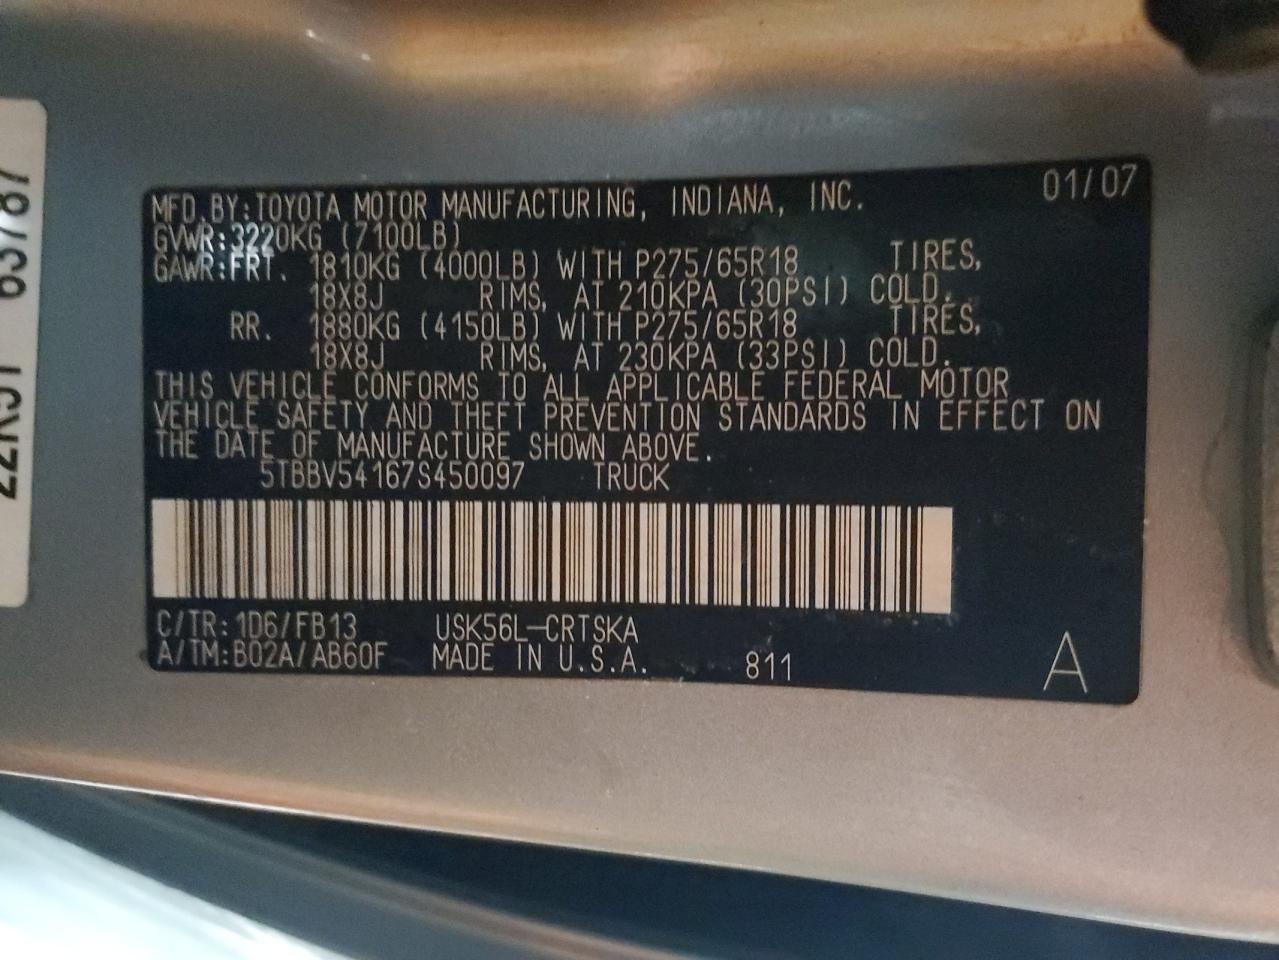 MFD.BY:TOYOTA MOTOR MANUFACTURING, INDIANA, INC. 01/07
GVWR:3220KG (7100LB)
GAWR:FRT. 1810KG (4000LB) WITH P275/65R18 TIRES,
18X8J RIMS, AT 210KPA (30PSI) COLD.
RR. 1880KG (4150LB) WITH P275/65R18 TIRES,
18X8J RIMS, AT 230KPA (33PSI) COLD.
THIS VEHICLE CONFORMS TO ALL APPLICABLE FEDERAL MOTOR
VEHICLE SAFETY AND THEFT PREVENTION STANDARDS IN EFFECT ON
THE DATE OF MANUFACTURE SHOWN ABOVE.
5TBBV54167S450097 TRUCK
C/TR:1D6/FB13 USK56L-CRTSKA
A/TM:B02A/AB60F MADE IN U.S.A. 811 A